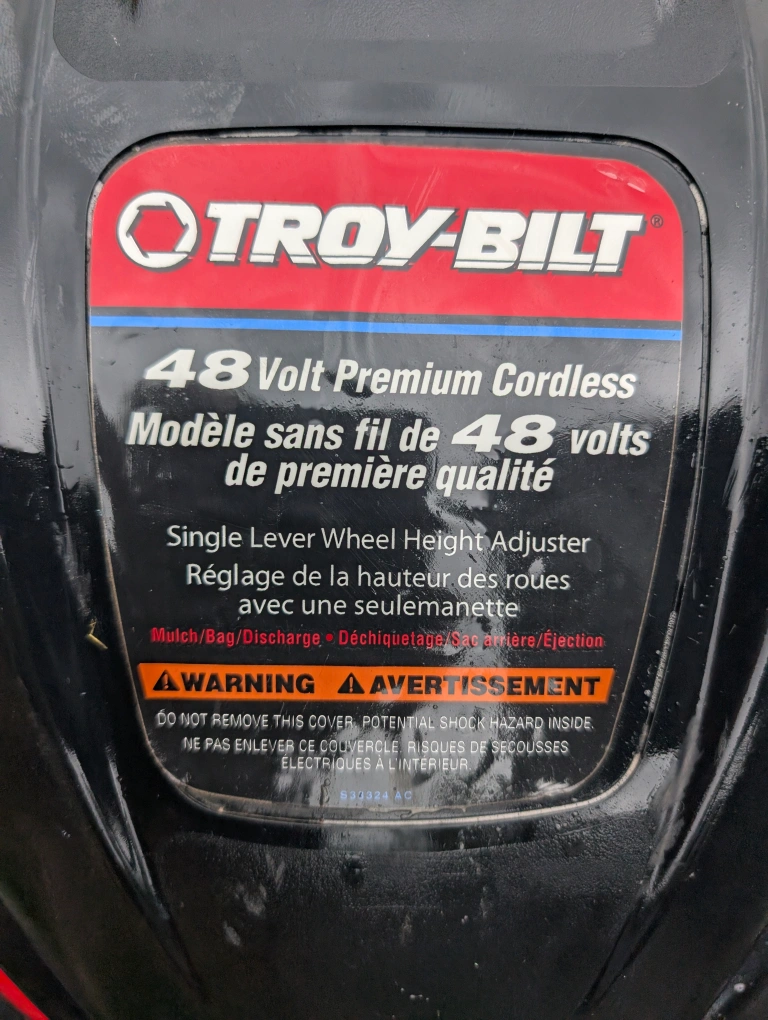 TROY-BILT®
48 Volt Premium Cordless
Modèle sans fil de 48 volts
de première qualité
Single Lever Wheel Height Adjuster
Réglage de la hauteur des roues
avec une seulemanette
Mulch/Bag/Discharge • Déchiquetage/Sac arrière/Éjection
WARNING AVERTISSEMENT
DO NOT REMOVE THIS COVER. POTENTIAL SHOCK HAZARD INSIDE.
NE PAS ENLEVER CE COUVERCLE. RISQUES DE SECOUSSES
ÉLECTRIQUES À L'INTÉRIEUR.
S30324 AC